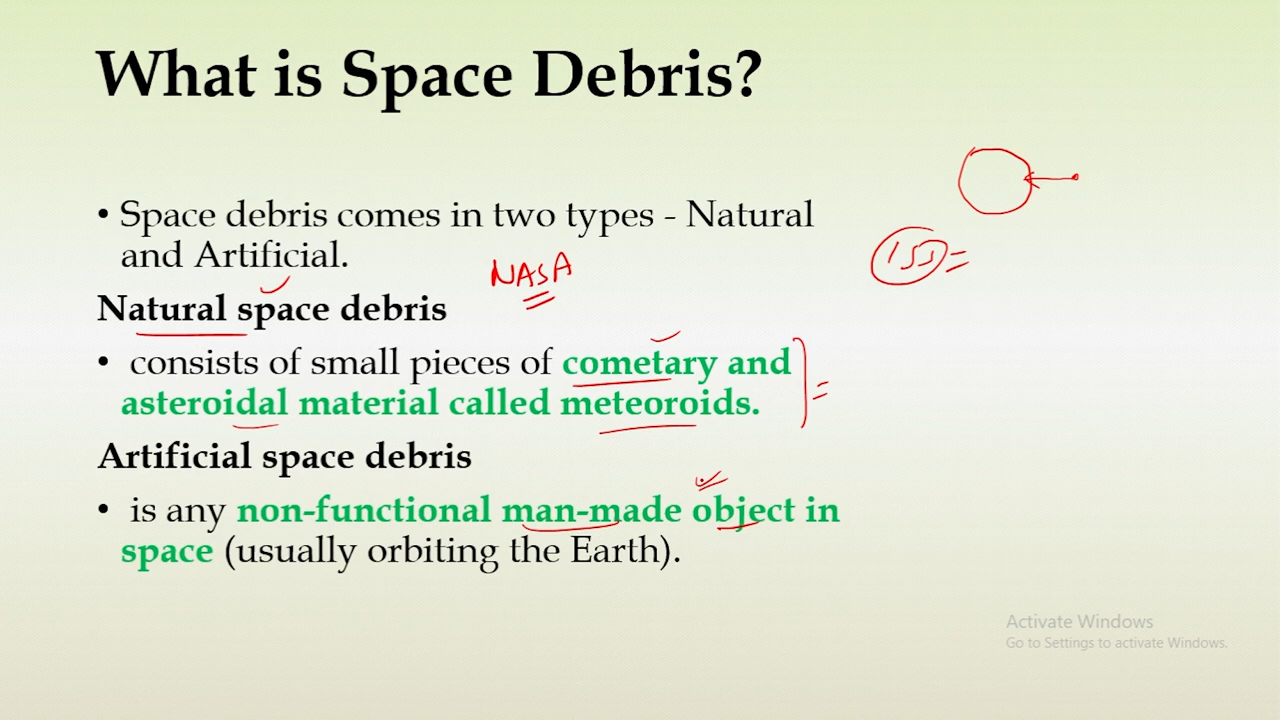 What is Space Debris?
• Space debris comes in two types - Natural
and Artificial.
NASA
ISS =
Natural space debris
• consists of small pieces of cometary and
asteroidal material called meteoroids.
Artificial space debris
• is any non-functional man-made object in
space (usually orbiting the Earth).
Activate Windows
Go to Settings to activate Windows.